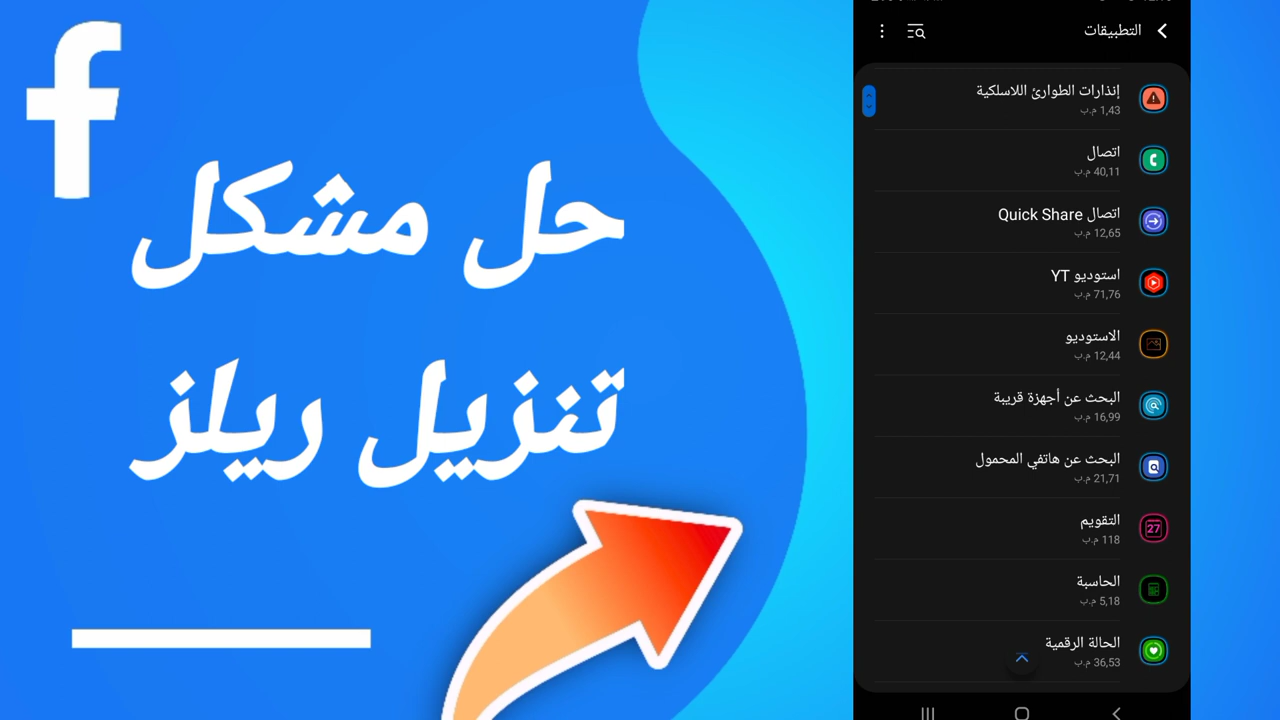 حل مشكل
تنزيل ريلز
التطبيقات
إنذارات الطوارئ اللاسلكية
1,43 م.ب
اتصال
40,11 م.ب
اتصال Quick Share
12,65 م.ب
استوديو YT
71,76 م.ب
الاستوديو
12,44 م.ب
البحث عن أجهزة قريبة
16,99 م.ب
البحث عن هاتفي المحمول
21,71 م.ب
التقويم
27
118 م.ب
الحاسبة
5,18 م.ب
الحالة الرقمية
36,53 م.ب